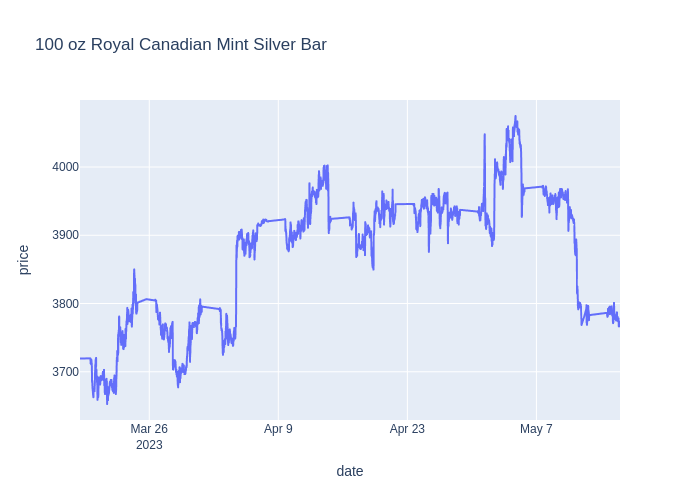 100 oz Royal Canadian Mint Silver Bar
4000
3900
3800
3700
price
Mar 26
2023
Apr 9
Apr 23
May 7
date